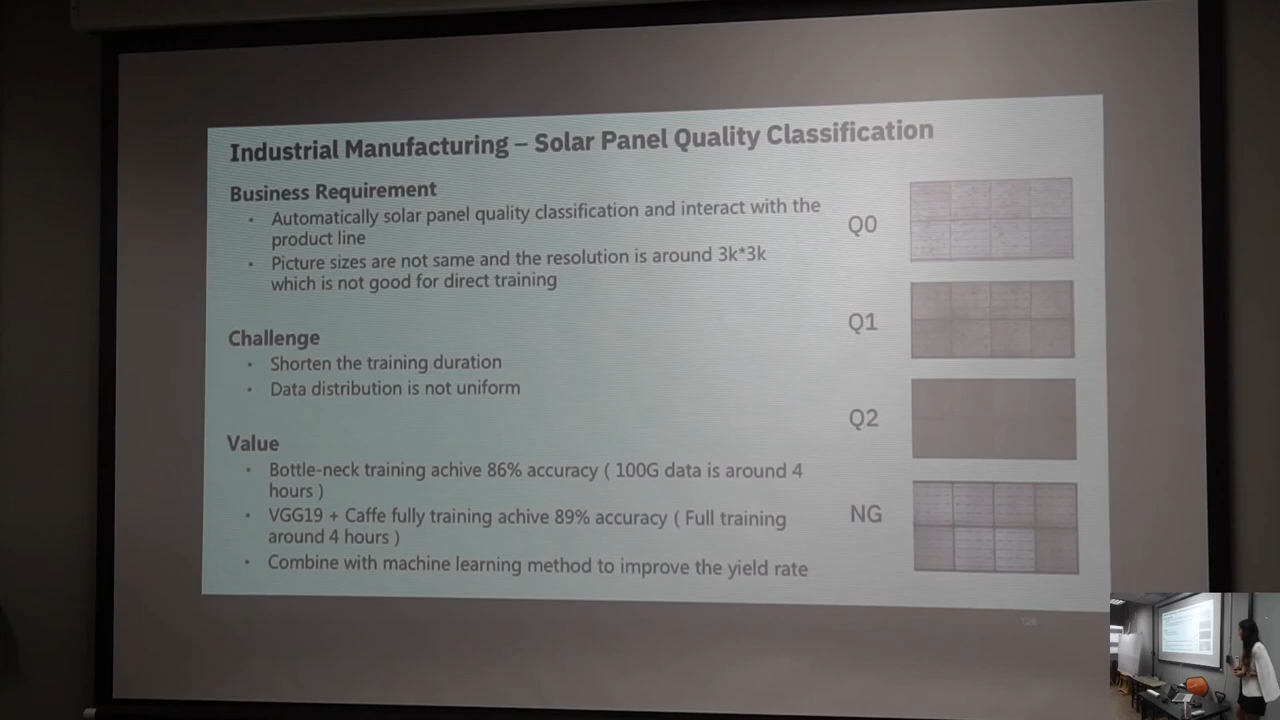 Industrial Manufacturing – Solar Panel Quality Classification
Business Requirement
• Automatically solar panel quality classification and interact with the
product line
• Picture sizes are not same and the resolution is around 3k*3k
which is not good for direct training
Challenge
• Shorten the training duration
• Data distribution is not uniform
Value
• Bottle-neck training achive 86% accuracy ( 100G data is around 4
hours )
• VGG19 + Caffe fully training achive 89% accuracy ( Full training
around 4 hours )
• Combine with machine learning method to improve the yield rate
Q0
Q1
Q2
NG